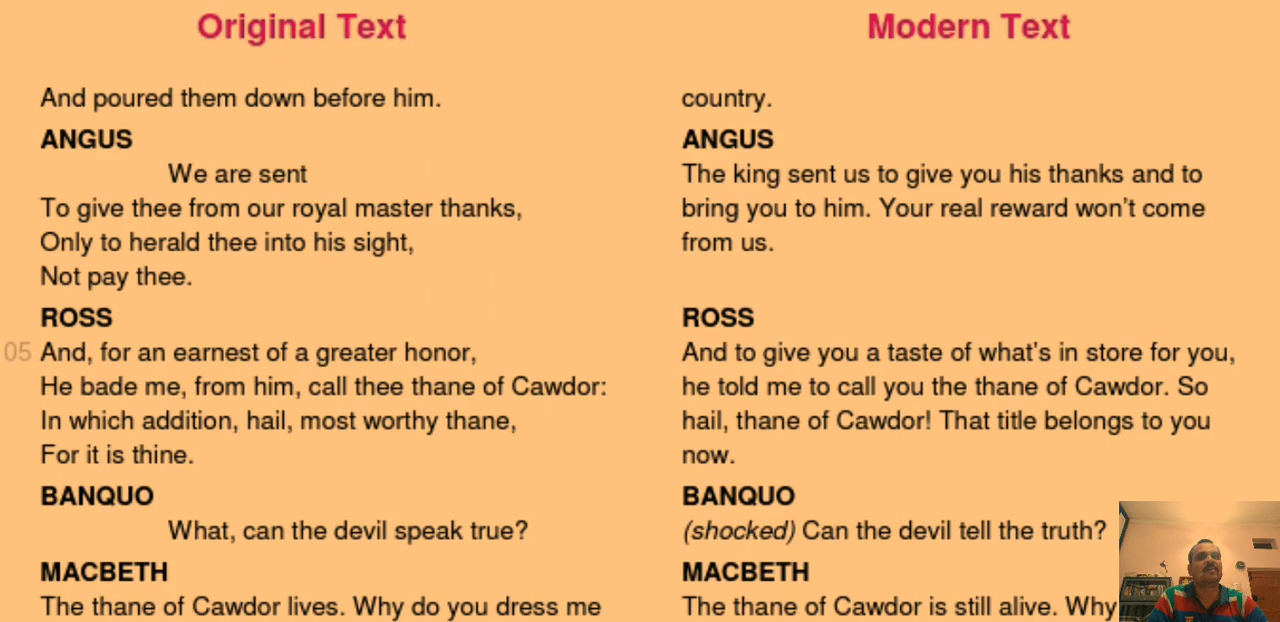 Original Text
And poured them down before him.
ANGUS
We are sent
To give thee from our royal master thanks,
Only to herald thee into his sight,
Not pay thee.
ROSS
05 And, for an earnest of a greater honor,
He bade me, from him, call thee thane of Cawdor:
In which addition, hail, most worthy thane,
For it is thine.
BANQUO
What, can the devil speak true?
MACBETH
The thane of Cawdor lives. Why do you dress me
Modern Text
country.
ANGUS
The king sent us to give you his thanks and to
bring you to him. Your real reward won't come
from us.
ROSS
And to give you a taste of what's in store for you,
he told me to call you the thane of Cawdor. So
hail, thane of Cawdor! That title belongs to you
now.
BANQUO
(shocked) Can the devil tell the truth?
MACBETH
The thane of Cawdor is still alive. Why